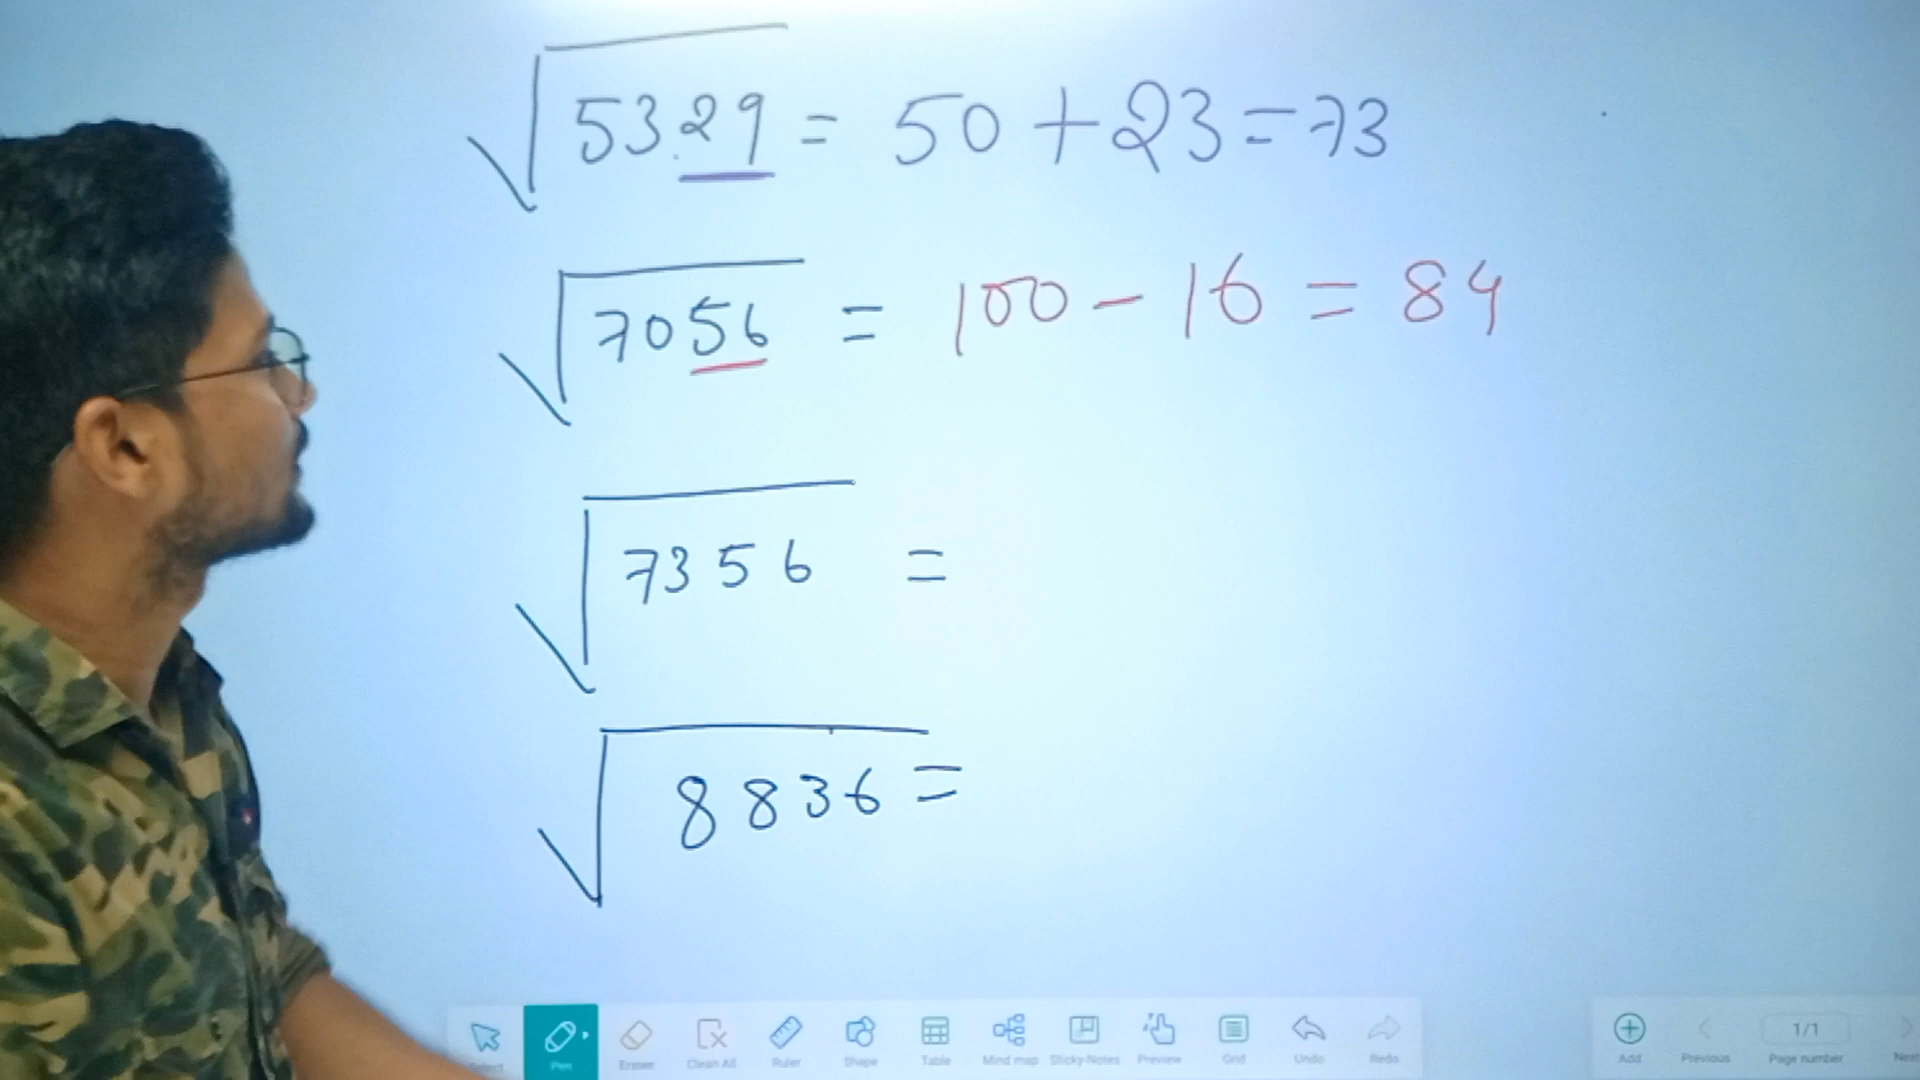 √5329 = 50 + 23 = 73
√7056 = 100 - 16 = 84
√7356 =
√8836 =
Select Pen Eraser Clean All Ruler Shape Table Mind map Sticky-Notes Preview Grid Undo Redo Add Previous 1/1 Page number Next